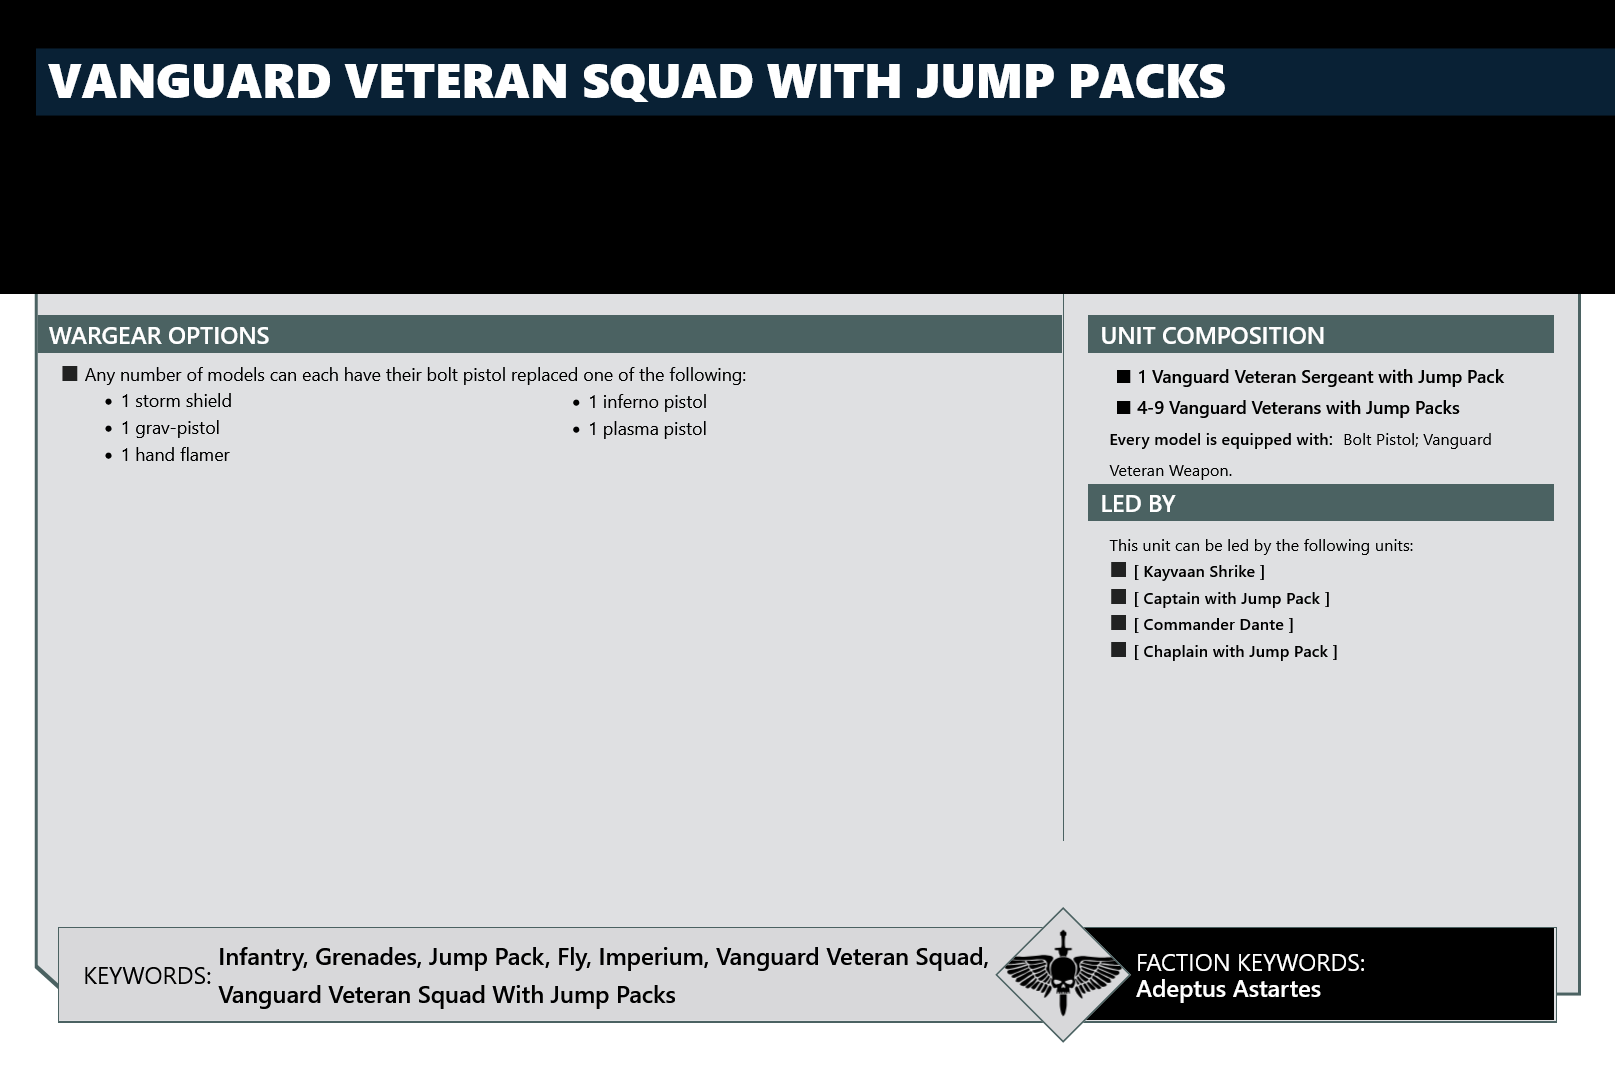 VANGUARD VETERAN SQUAD WITH JUMP PACKS
WARGEAR OPTIONS
Any number of models can each have their bolt pistol replaced one of the following:
1 storm shield
1 grav-pistol
1 hand flamer
1 inferno pistol
1 plasma pistol
UNIT COMPOSITION
1 Vanguard Veteran Sergeant with Jump Pack
4-9 Vanguard Veterans with Jump Packs
Every model is equipped with: Bolt Pistol; Vanguard
Veteran Weapon.
LED BY
This unit can be led by the following units:
[ Kayvaan Shrike ]
[ Captain with Jump Pack ]
[ Commander Dante ]
[ Chaplain with Jump Pack ]
KEYWORDS:
Infantry, Grenades, Jump Pack, Fly, Imperium, Vanguard Veteran Squad,
Vanguard Veteran Squad With Jump Packs
FACTION KEYWORDS:
Adeptus Astartes